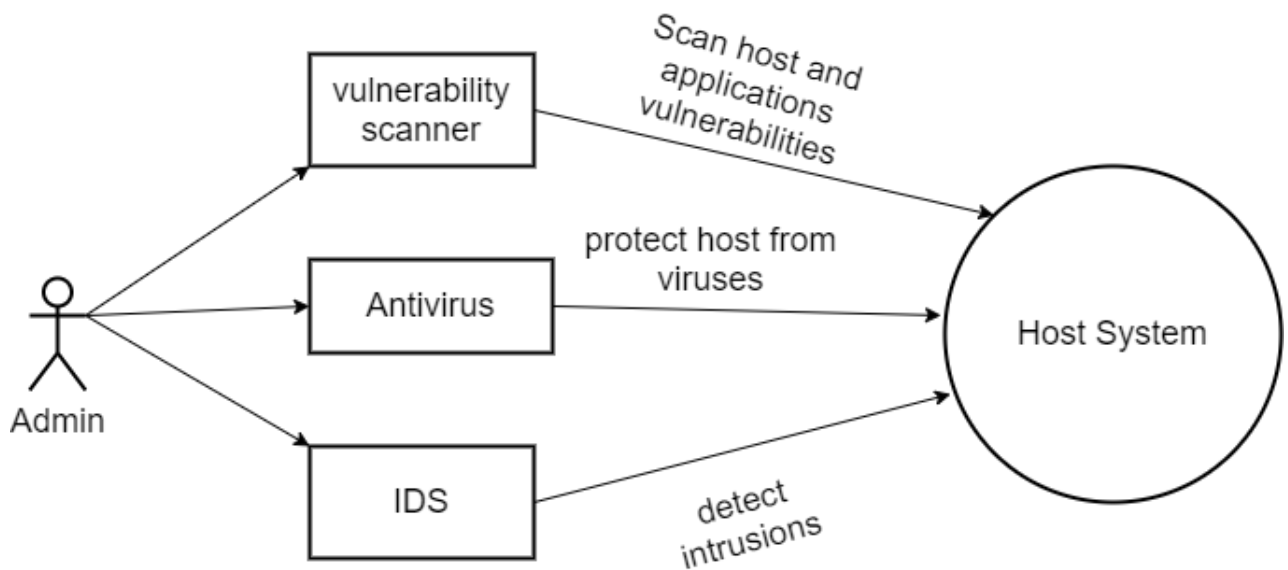 Scan host and
applications
vulnerabilities
vulnerability
scanner
protect host from
viruses
Antivirus
Host System
Admin
IDS
detect
intrusions